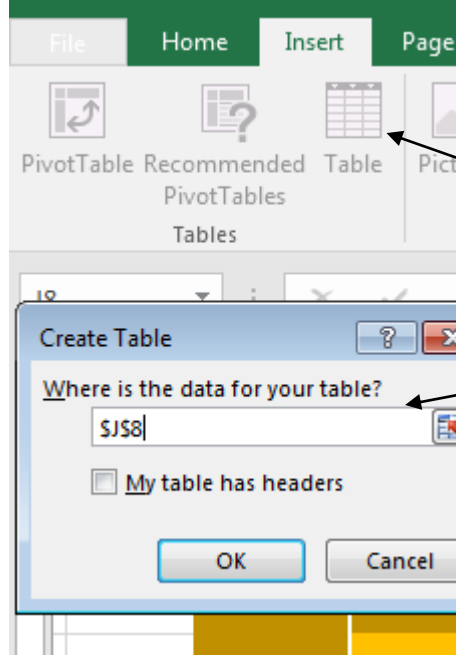 File Home Insert Page
PivotTable Recommended Table Pict
PivotTables
Tables
J8
Create Table
Where is the data for your table?
$J$8
My table has headers
OK Cancel